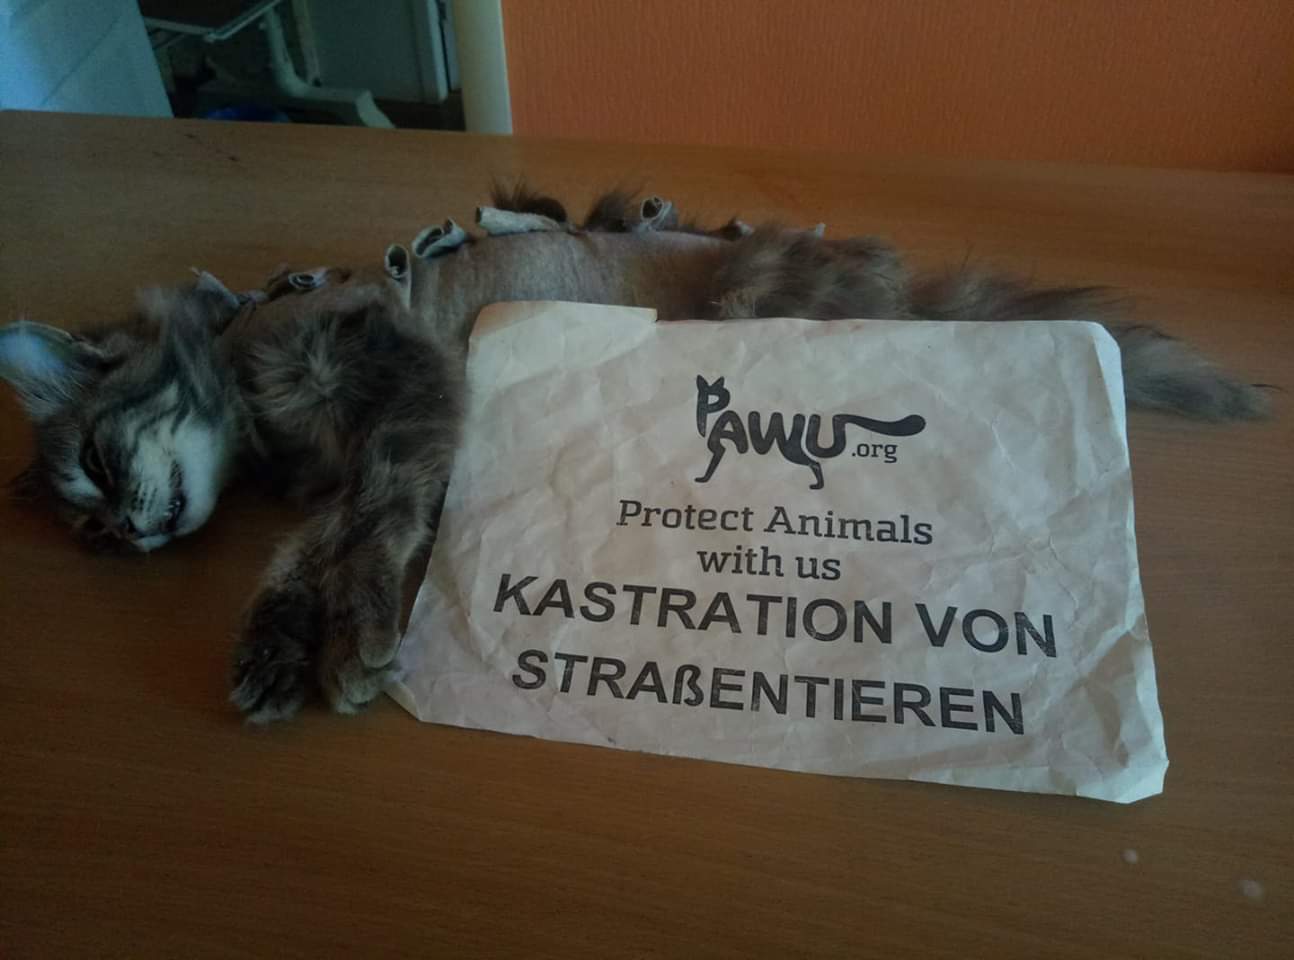 PAWU.org
Protect Animals
with us
KASTRATION VON
STRAßENTIEREN